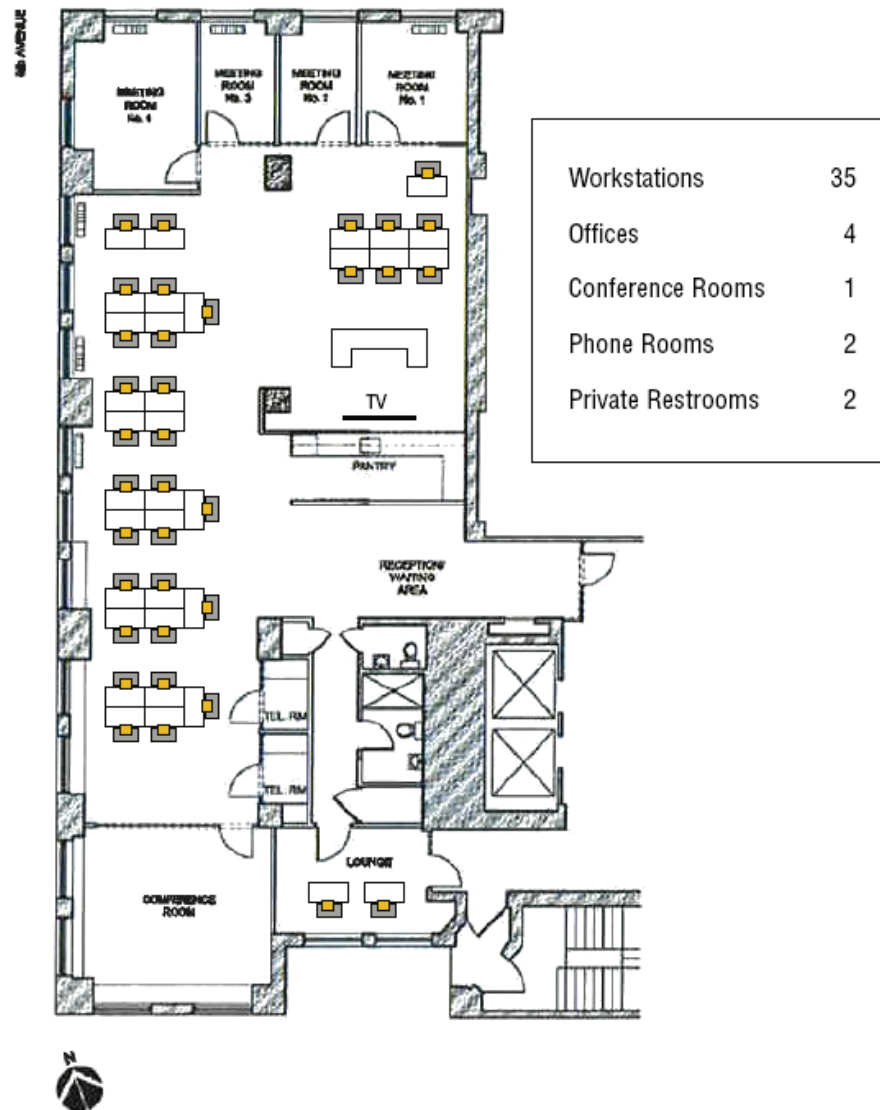 8th AVENUE
MEETING
ROOM
No. 4
MEETING
ROOM
No. 3
MEETING
ROOM
No. 2
MEETING
ROOM
No. 1
Workstations 35
Offices 4
Conference Rooms 1
Phone Rooms 2
Private Restrooms 2
TV
PANTRY
RECEPTION/
WAITING
AREA
TEL. RM
TEL. RM
LOUNGE
CONFERENCE
ROOM
N